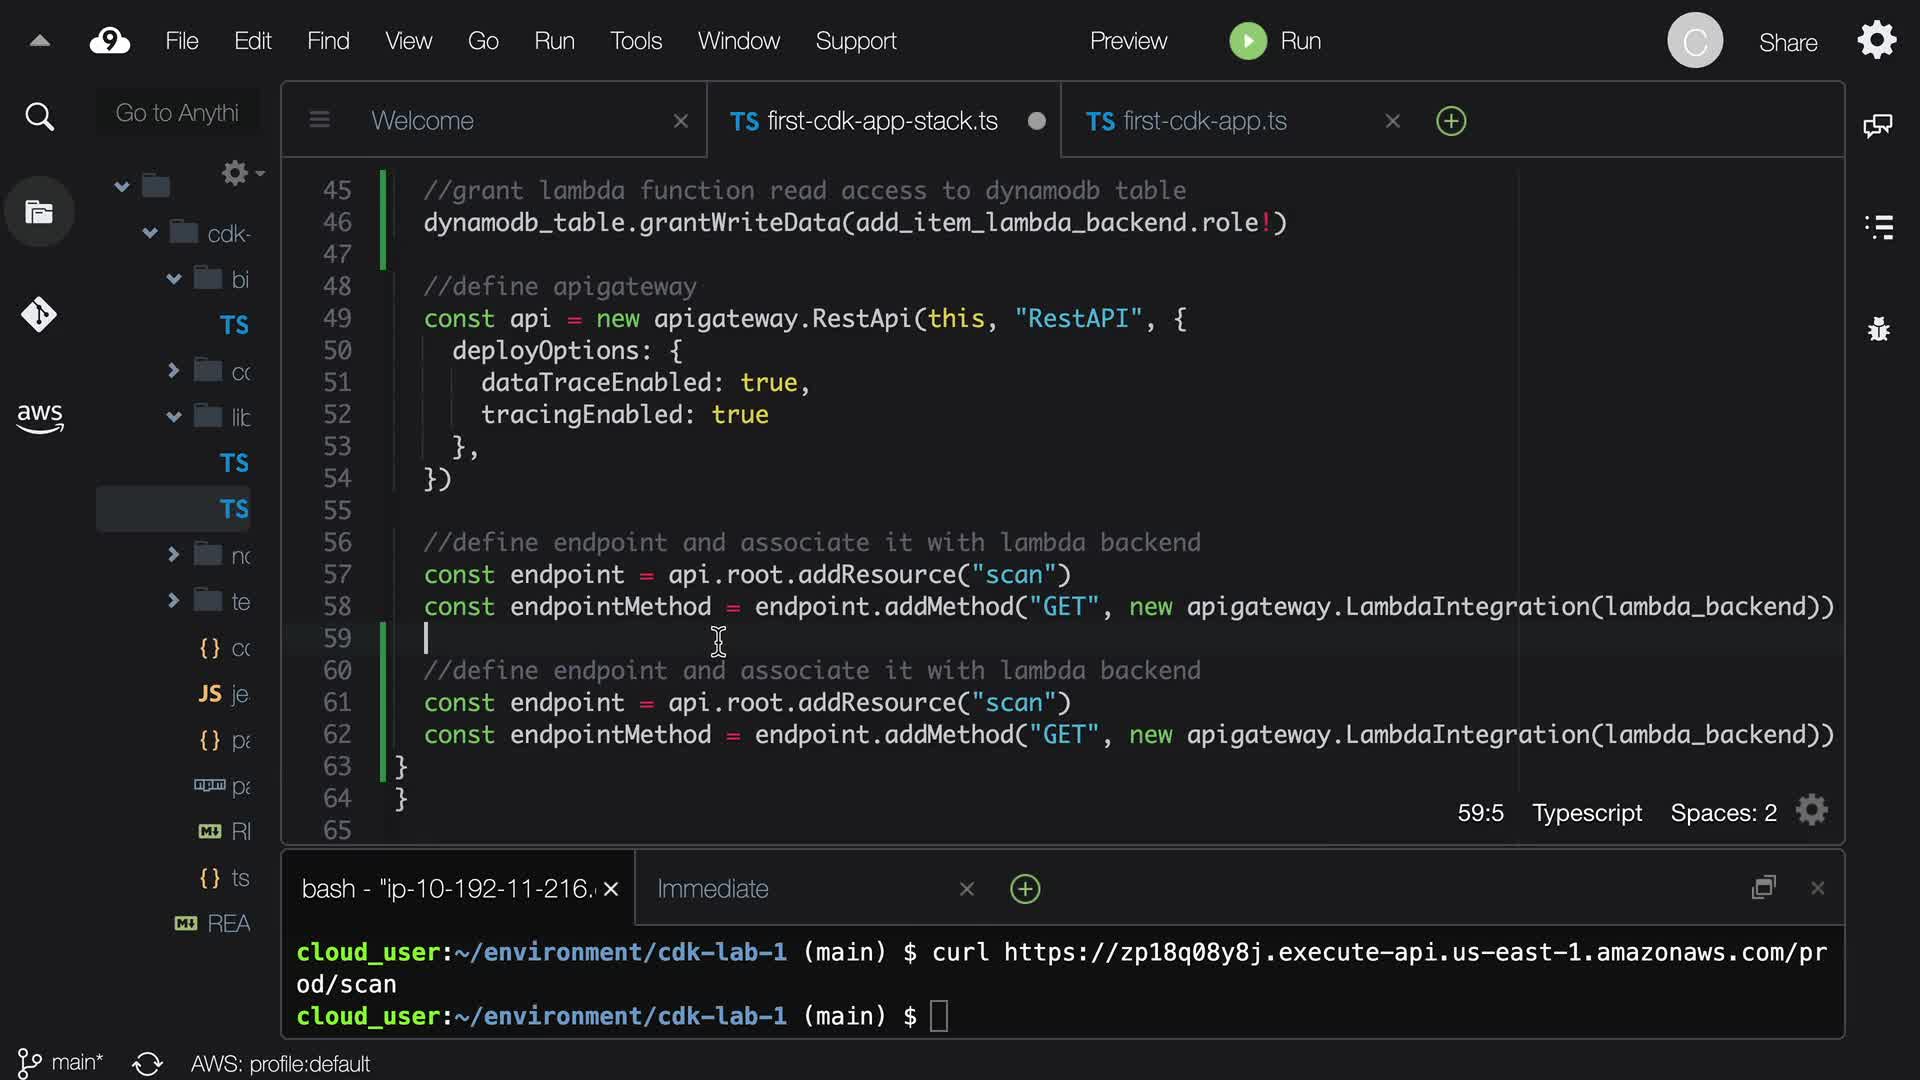 9 File Edit Find View Go Run Tools Window Support Preview Run C Share
Go to Anythi
Welcome × TS first-cdk-app-stack.ts TS first-cdk-app.ts ×
cdk-
bi
TS
cc
lib
TS
TS
nc
te
{} cc
JS je
{} pa
npm pa
M↓ RI
{} ts
M↓ REA
aws
45 //grant lambda function read access to dynamodb table
46 dynamodb_table.grantWriteData(add_item_lambda_backend.role!)
47
48 //define apigateway
49 const api = new apigateway.RestApi(this, "RestAPI", {
50 deployOptions: {
51 dataTraceEnabled: true,
52 tracingEnabled: true
53 },
54 })
55
56 //define endpoint and associate it with lambda backend
57 const endpoint = api.root.addResource("scan")
58 const endpointMethod = endpoint.addMethod("GET", new apigateway.LambdaIntegration(lambda_backend))
59
60 //define endpoint and associate it with lambda backend
61 const endpoint = api.root.addResource("scan")
62 const endpointMethod = endpoint.addMethod("GET", new apigateway.LambdaIntegration(lambda_backend))
63 }
64 }
65
59:5 Typescript Spaces: 2
bash - "ip-10-192-11-216. × Immediate ×
cloud_user:~/environment/cdk-lab-1 (main) $ curl https://zp18q08y8j.execute-api.us-east-1.amazonaws.com/pr
od/scan
cloud_user:~/environment/cdk-lab-1 (main) $
main* AWS: profile:default